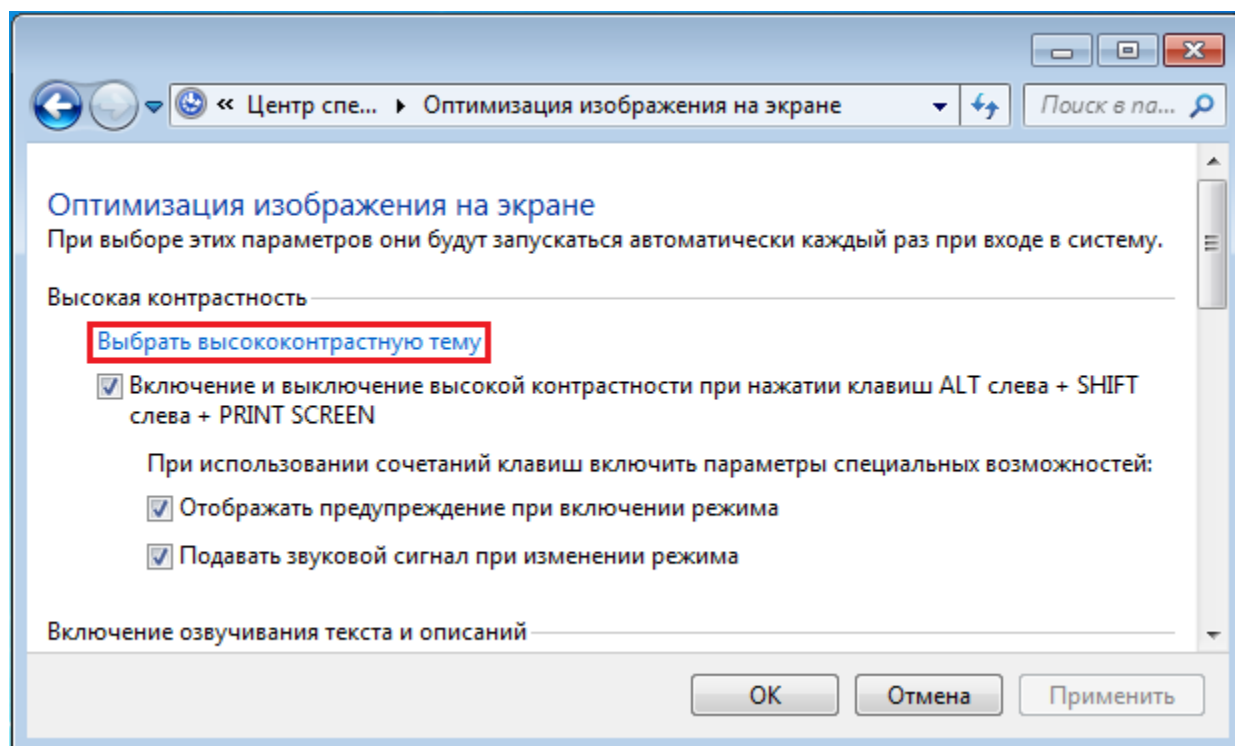 « Центр спе... Оптимизация изображения на экране Поиск в па...
Оптимизация изображения на экране
При выборе этих параметров они будут запускаться автоматически каждый раз при входе в систему.
Высокая контрастность
Выбрать высококонтрастную тему
Включение и выключение высокой контрастности при нажатии клавиш ALT слева + SHIFT
слева + PRINT SCREEN
При использовании сочетаний клавиш включить параметры специальных возможностей:
Отображать предупреждение при включении режима
Подавать звуковой сигнал при изменении режима
Включение озвучивания текста и описаний
ОК Отмена Применить